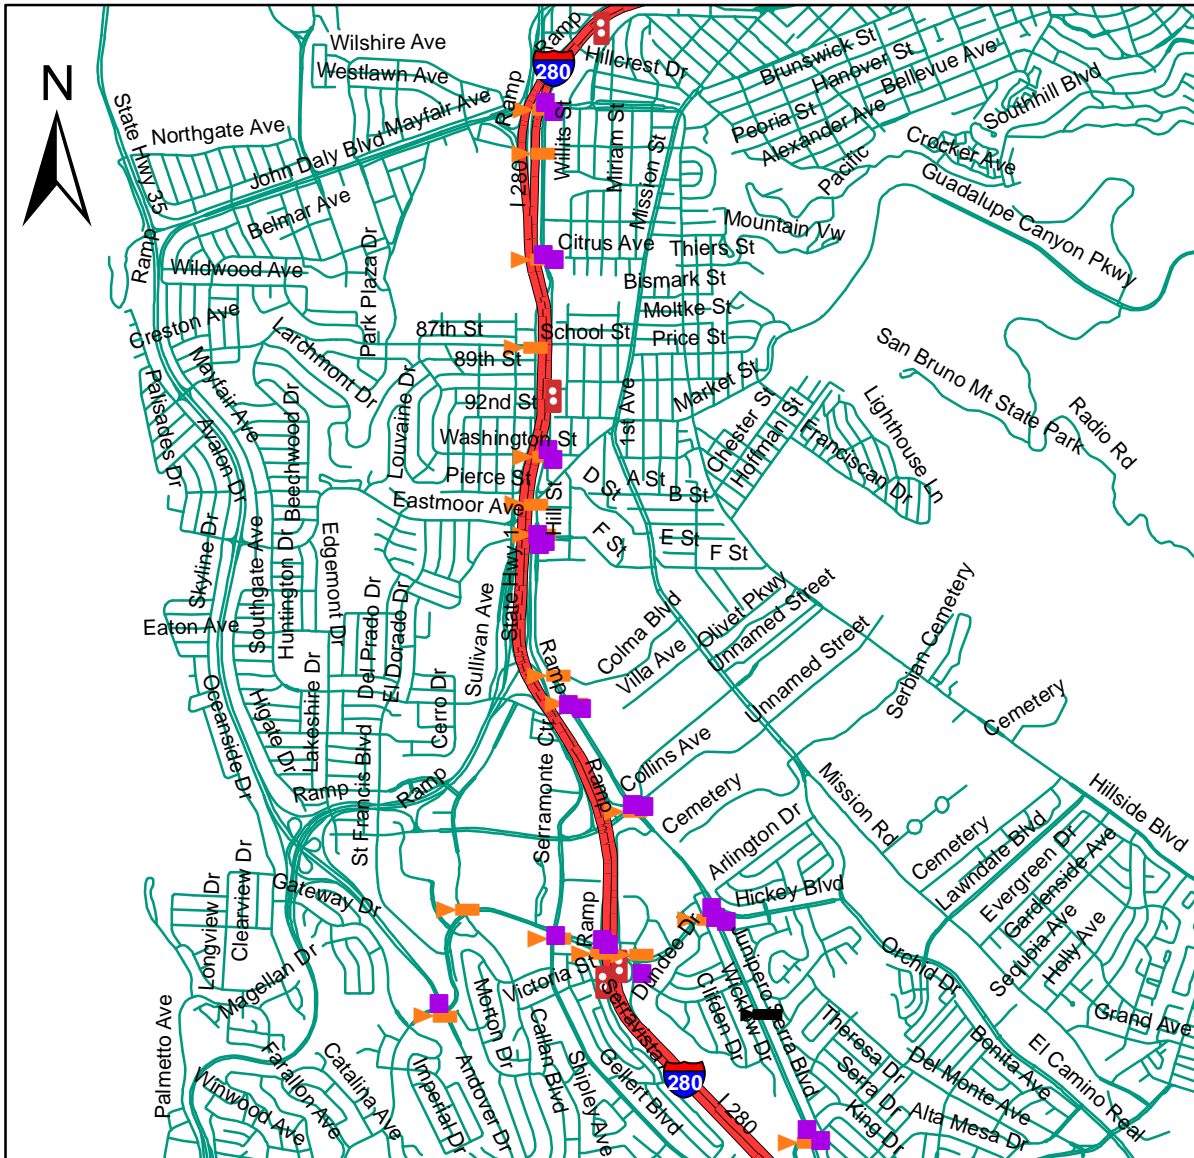 Ramp
Wilshire Ave
Westlawn Ave
280
Hillcrest Dr
Brunswick St
Hanover St
Bellevue Ave
N
Ramp
Southhill Blvd
State Hwy 35
Northgate Ave
Mayfair Ave
John Daly Blvd
Willis St
Miriam St
Mission St
Peoria St
Alexander Ave
Crocker Ave
Pacific
I 280
Guadalupe Canyon Pkwy
Belmar Ave
Mountain Vw
Ramp
Park Plaza Dr
Citrus Ave
Thiers St
Wildwood Ave
Bismark St
Moltke St
Creston Ave
87th St
School St
Price St
Larchmont Dr
89th St
San Bruno Mt State Park
Mayfair Ave
Palisades Dr
Louvaine Dr
92nd St
1st Ave
Market St
Chester St
Hoffman St
Lighthouse Ln
Radio Rd
Avalon Dr
Beechwood Dr
Washington St
Franciscan Dr
Pierce St
D St
A St
B St
Eastmoor Ave
Hill St
Skyline Dr
Southgate Ave
Huntington Dr
Edgemont Dr
State Hwy 1
F St
E St
F St
Eaton Ave
Del Prado Dr
El Dorado Dr
Sullivan Ave
Colma Blvd
Olivet Pkwy
Unnamed Street
Villa Ave
Unnamed Street
Serbian Cemetery
Ramp
Oceanside Dr
Higate Dr
Lakeshire Dr
Cerro Dr
Cemetery
St Francis Blvd
Serramonte Ctr
Ramp
Ramp
Ramp
Collins Ave
Cemetery
Mission Rd
Hillside Blvd
Arlington Dr
Cemetery
Lawndale Blvd
Evergreen Dr
Gardenside Ave
Longview Dr
Clearview Dr
Gateway Dr
Hickey Blvd
Sequoia Ave
Holly Ave
Ramp
Magellan Dr
Victoria St
Dundee Dr
Junipero Serra Blvd
Orchid Dr
Morton Dr
Serravista
Clifden Dr
Wicklow Dr
Palmetto Ave
Callan Blvd
Theresa Dr
Grand Ave
Farallon Ave
Catalina Ave
Imperial Dr
Andover Dr
Shipley Ave
Gellert Blvd
280
Serra Dr
Del Monte Ave
Bonita Ave
El Camino Real
Winwood Ave
I 280
King Dr
Alta Mesa Dr